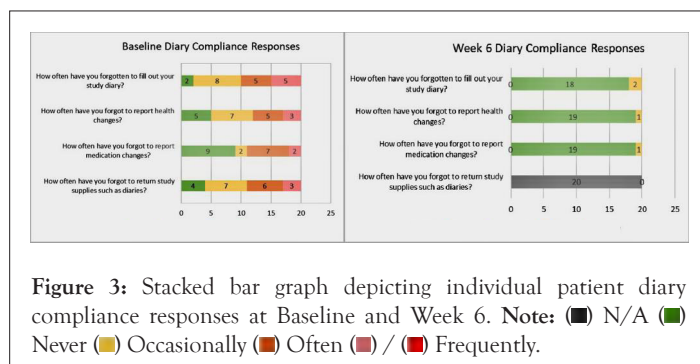 Baseline Diary Compliance Responses
How often have you forgotten to fill out your
study diary?
2 8 5 5
How often have you forgot to report health
changes?
5 7 5 3
How often have you forgot to report
medication changes?
9 2 7 2
How often have you forgot to return study
supplies such as diaries?
4 7 6 3
0 5 10 15 20 25
Week 6 Diary Compliance Responses
How often have you forgotten to fill out your
study diary?
0 18 2
How often have you forgot to report health
changes?
0 19 1
How often have you forgot to report
medication changes?
0 19 1
How often have you forgot to return study
supplies such as diaries?
20 0
0 5 10 15 20 25
Figure 3: Stacked bar graph depicting individual patient diary
compliance responses at Baseline and Week 6. Note: (■) N/A (■)
Never (■) Occasionally (■) Often (■) / (■) Frequently.